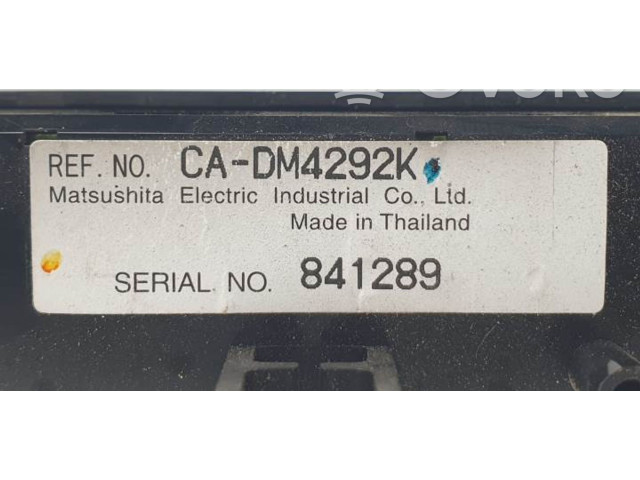 REF. NO. CA-DM4292K
Matsushita Electric Industrial Co., Ltd.
Made in Thailand
SERIAL NO. 841289